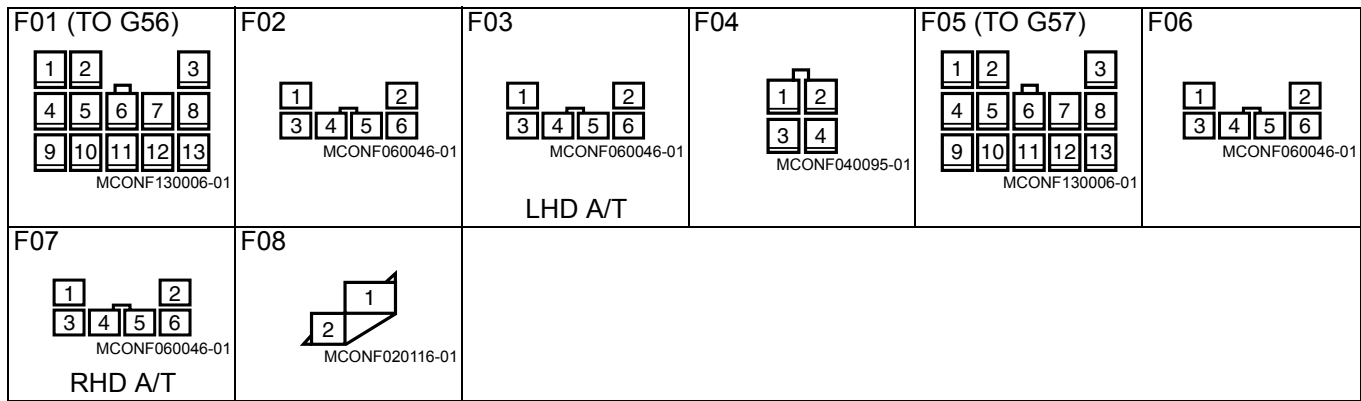 F01 (TO G56)
1 2 3
4 5 6 7 8
9 10 11 12 13
MCONF130006-01
F02
1 2
3 4 5 6
MCONF060046-01
F03
1 2
3 4 5 6
MCONF060046-01
LHD A/T
F04
1 2
3 4
MCONF040095-01
F05 (TO G57)
1 2 3
4 5 6 7 8
9 10 11 12 13
MCONF130006-01
F06
1 2
3 4 5 6
MCONF060046-01
F07
1 2
3 4 5 6
MCONF060046-01
RHD A/T
F08
1
2
MCONF020116-01